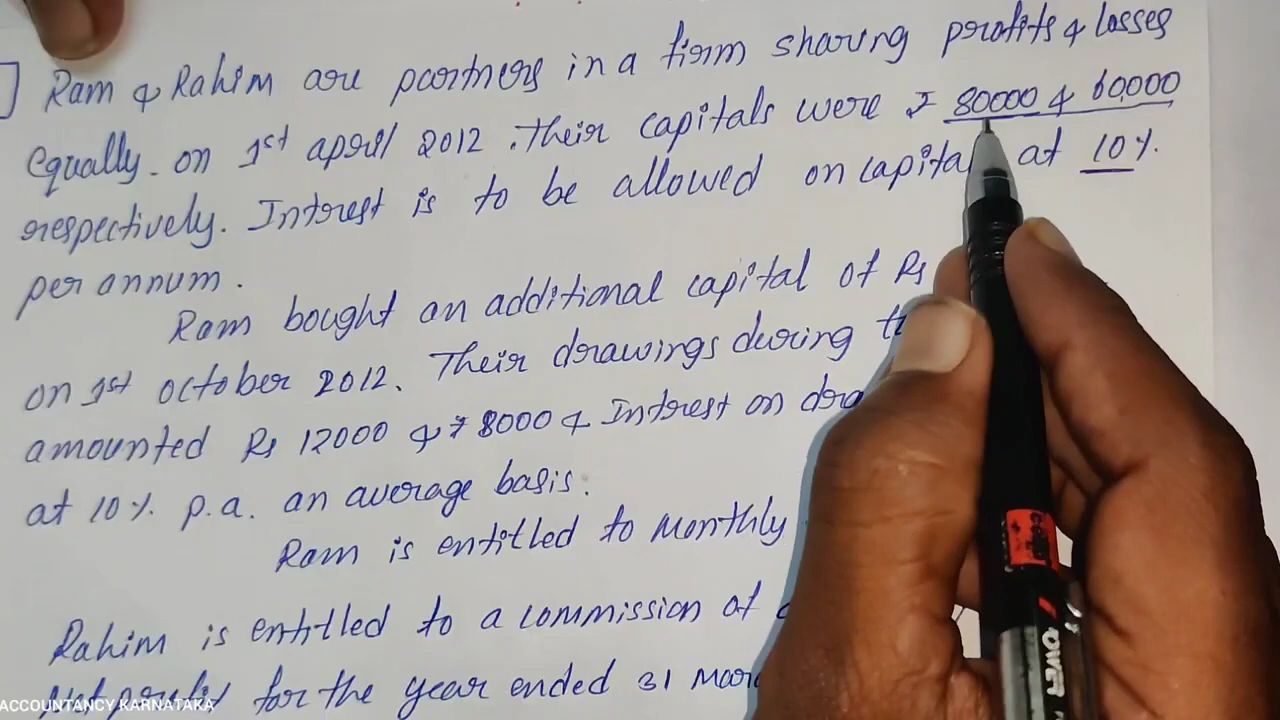 Ram & Rahim are partners in a firm sharing profits & losses
equally. on 1st april 2012. Their capitals were ₹ 80000 & 60,000
respectively. Interest is to be allowed on capital at 10%.
per annum.
Ram bought an additional capital of Rs
on 1st october 2012. Their drawings during
amounted Rs 12000 & ₹ 8000 & Interest on
at 10%. p.a. an average basis.
Ram is entitled to monthly
Rahim is entitled to a commission of
for the year ended 31
ACCOUNTANCY KARNATAKA
POWER